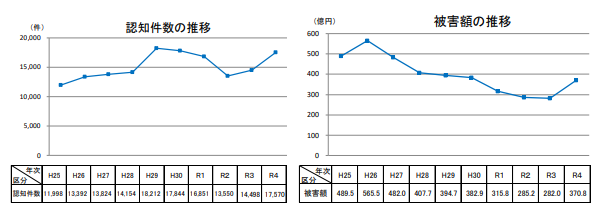 認知件数の推移
（件）
20,000
15,000
10,000
5,000
0
年次 区分 H25 H26 H27 H28 H29 H30 R1 R2 R3 R4
認知件数 11,998 13,392 13,824 14,154 18,212 17,844 16,851 13,550 14,498 17,570
被害額の推移
（億円）
600
500
400
300
200
100
0
年次 区分 H25 H26 H27 H28 H29 H30 R1 R2 R3 R4
被害額 489.5 565.5 482.0 407.7 394.7 382.9 315.8 285.2 282.0 370.8